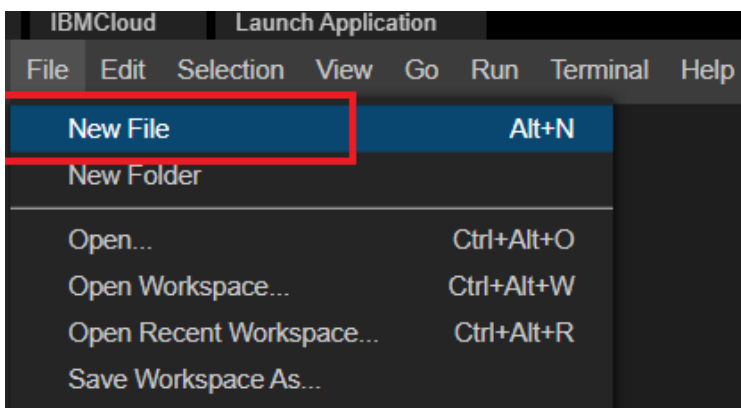 IBMCloud Launch Application
File Edit Selection View Go Run Terminal Help
New File Alt+N
New Folder
Open... Ctrl+Alt+O
Open Workspace... Ctrl+Alt+W
Open Recent Workspace... Ctrl+Alt+R
Save Workspace As...